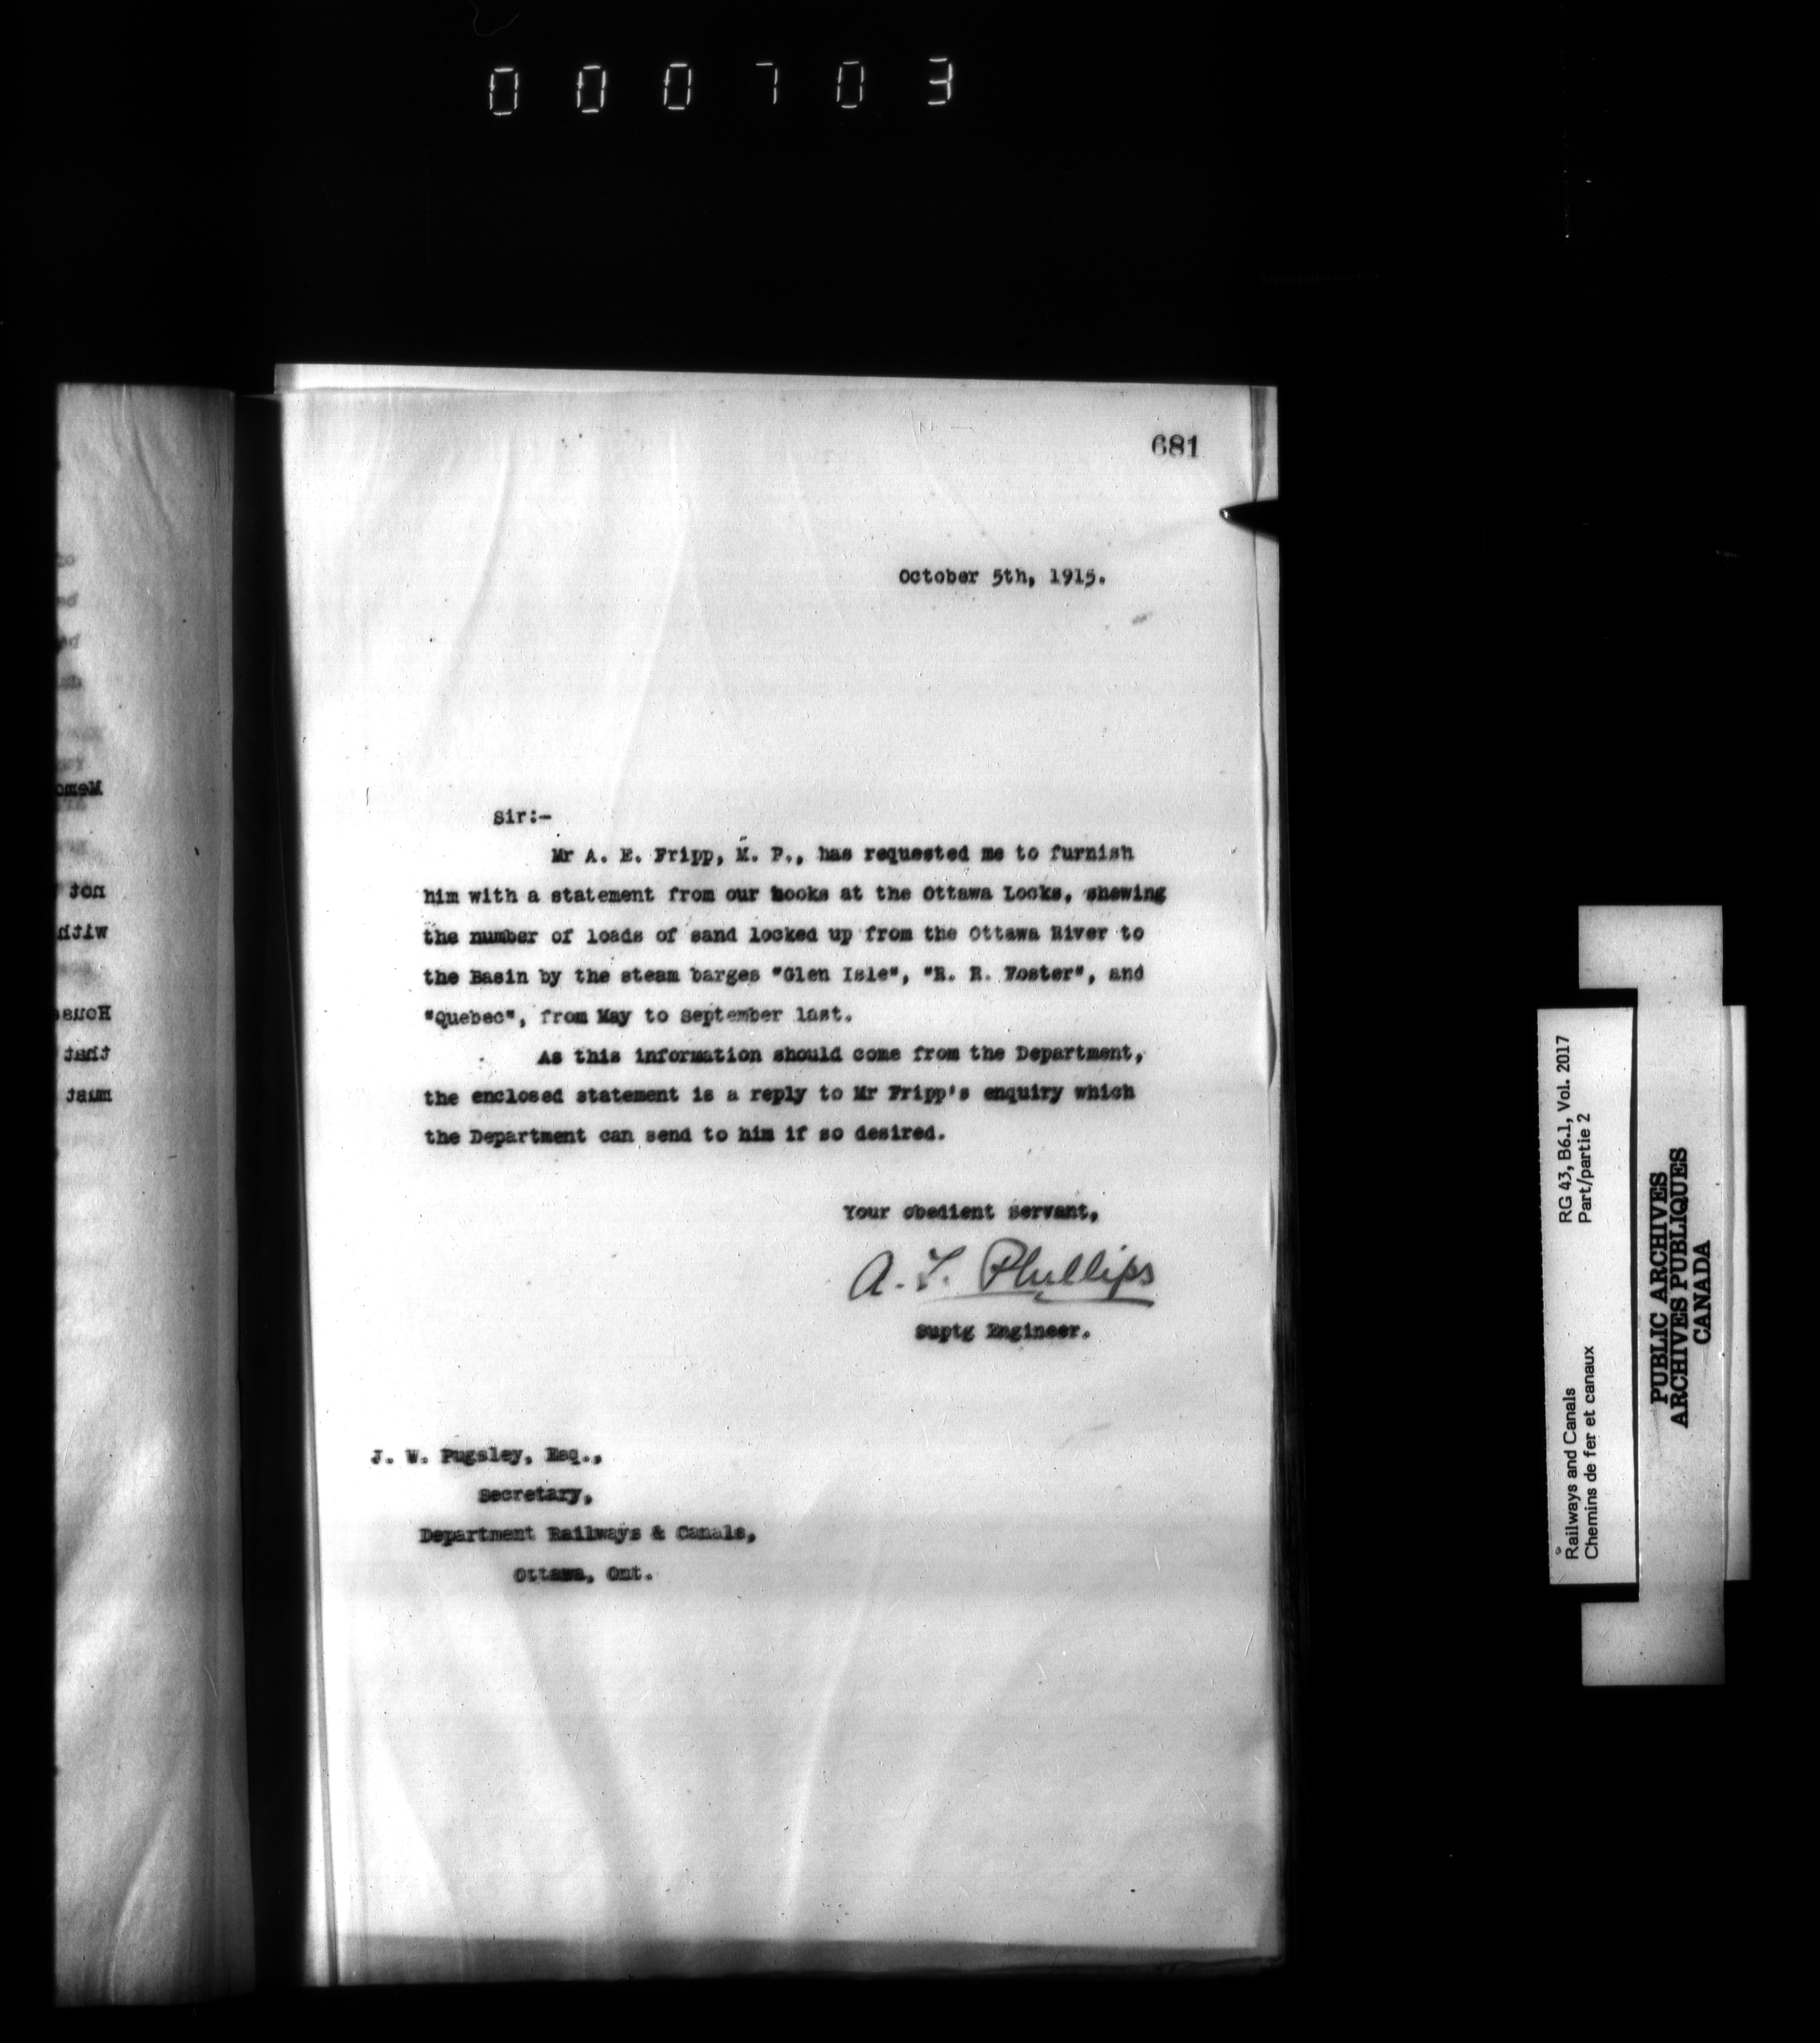 000703
681
October 5th, 1915.
Sir:-
Mr A. E. Fripp, M. P., has requested me to furnish
him with a statement from our books at the Ottawa Locks, shewing
the number of loads of sand locked up from the Ottawa River to
the Basin by the steam barges "Glen Isle", "R. R. Foster", and
"Quebec", from May to September last.
As this information should come from the Department,
the enclosed statement is a reply to Mr Fripp's enquiry which
the Department can send to him if so desired.
Your obedient servant,
A. T. Phillips
Suptg Engineer.
J. W. Pugsley, Esq.,
Secretary,
Department Railways & Canals,
Ottawa, Ont.
Memo
not
with
House
that
must
Railways and Canals RG 43, B6.1, Vol. 2017
Chemins de fer et canaux Part/partie 2
PUBLIC ARCHIVES
ARCHIVES PUBLIQUES
CANADA